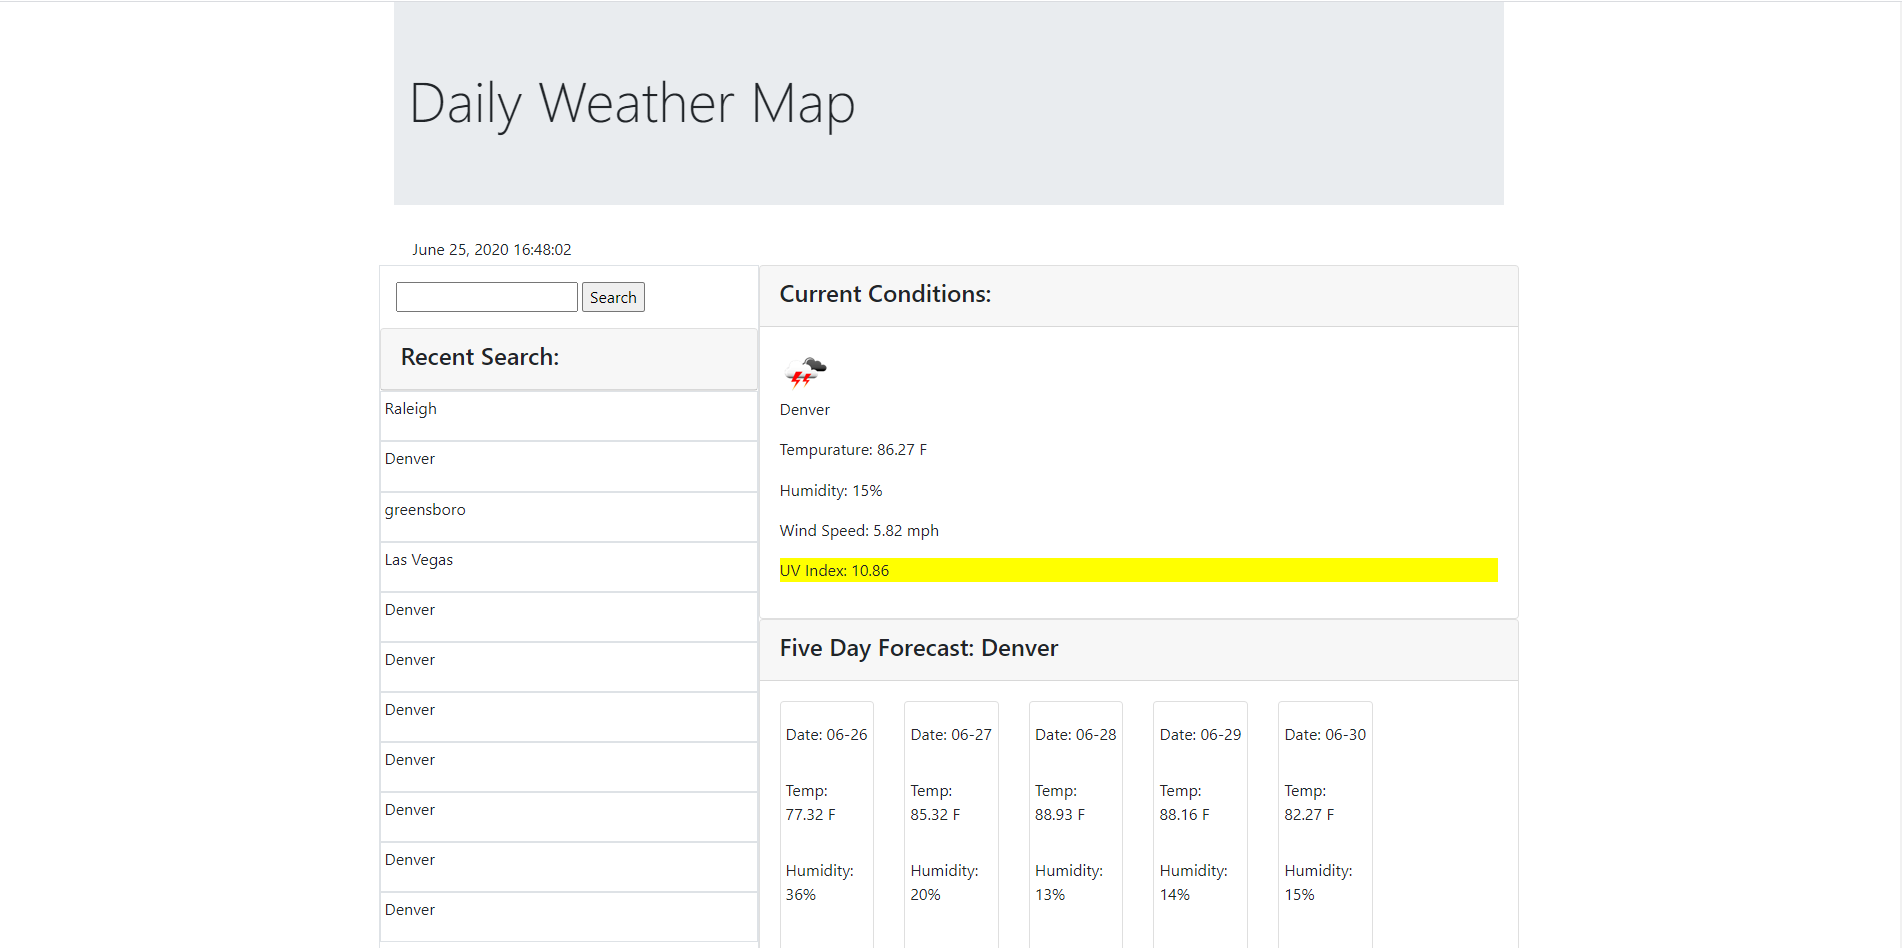 Daily Weather Map
June 25, 2020 16:48:02
Search
Recent Search:
Raleigh
Denver
greensboro
Las Vegas
Denver
Denver
Denver
Denver
Denver
Denver
Denver
Current Conditions:
Denver
Tempurature: 86.27 F
Humidity: 15%
Wind Speed: 5.82 mph
UV Index: 10.86
Five Day Forecast: Denver
Date: 06-26
Temp:
77.32 F
Humidity:
36%
Date: 06-27
Temp:
85.32 F
Humidity:
20%
Date: 06-28
Temp:
88.93 F
Humidity:
13%
Date: 06-29
Temp:
88.16 F
Humidity:
14%
Date: 06-30
Temp:
82.27 F
Humidity:
15%